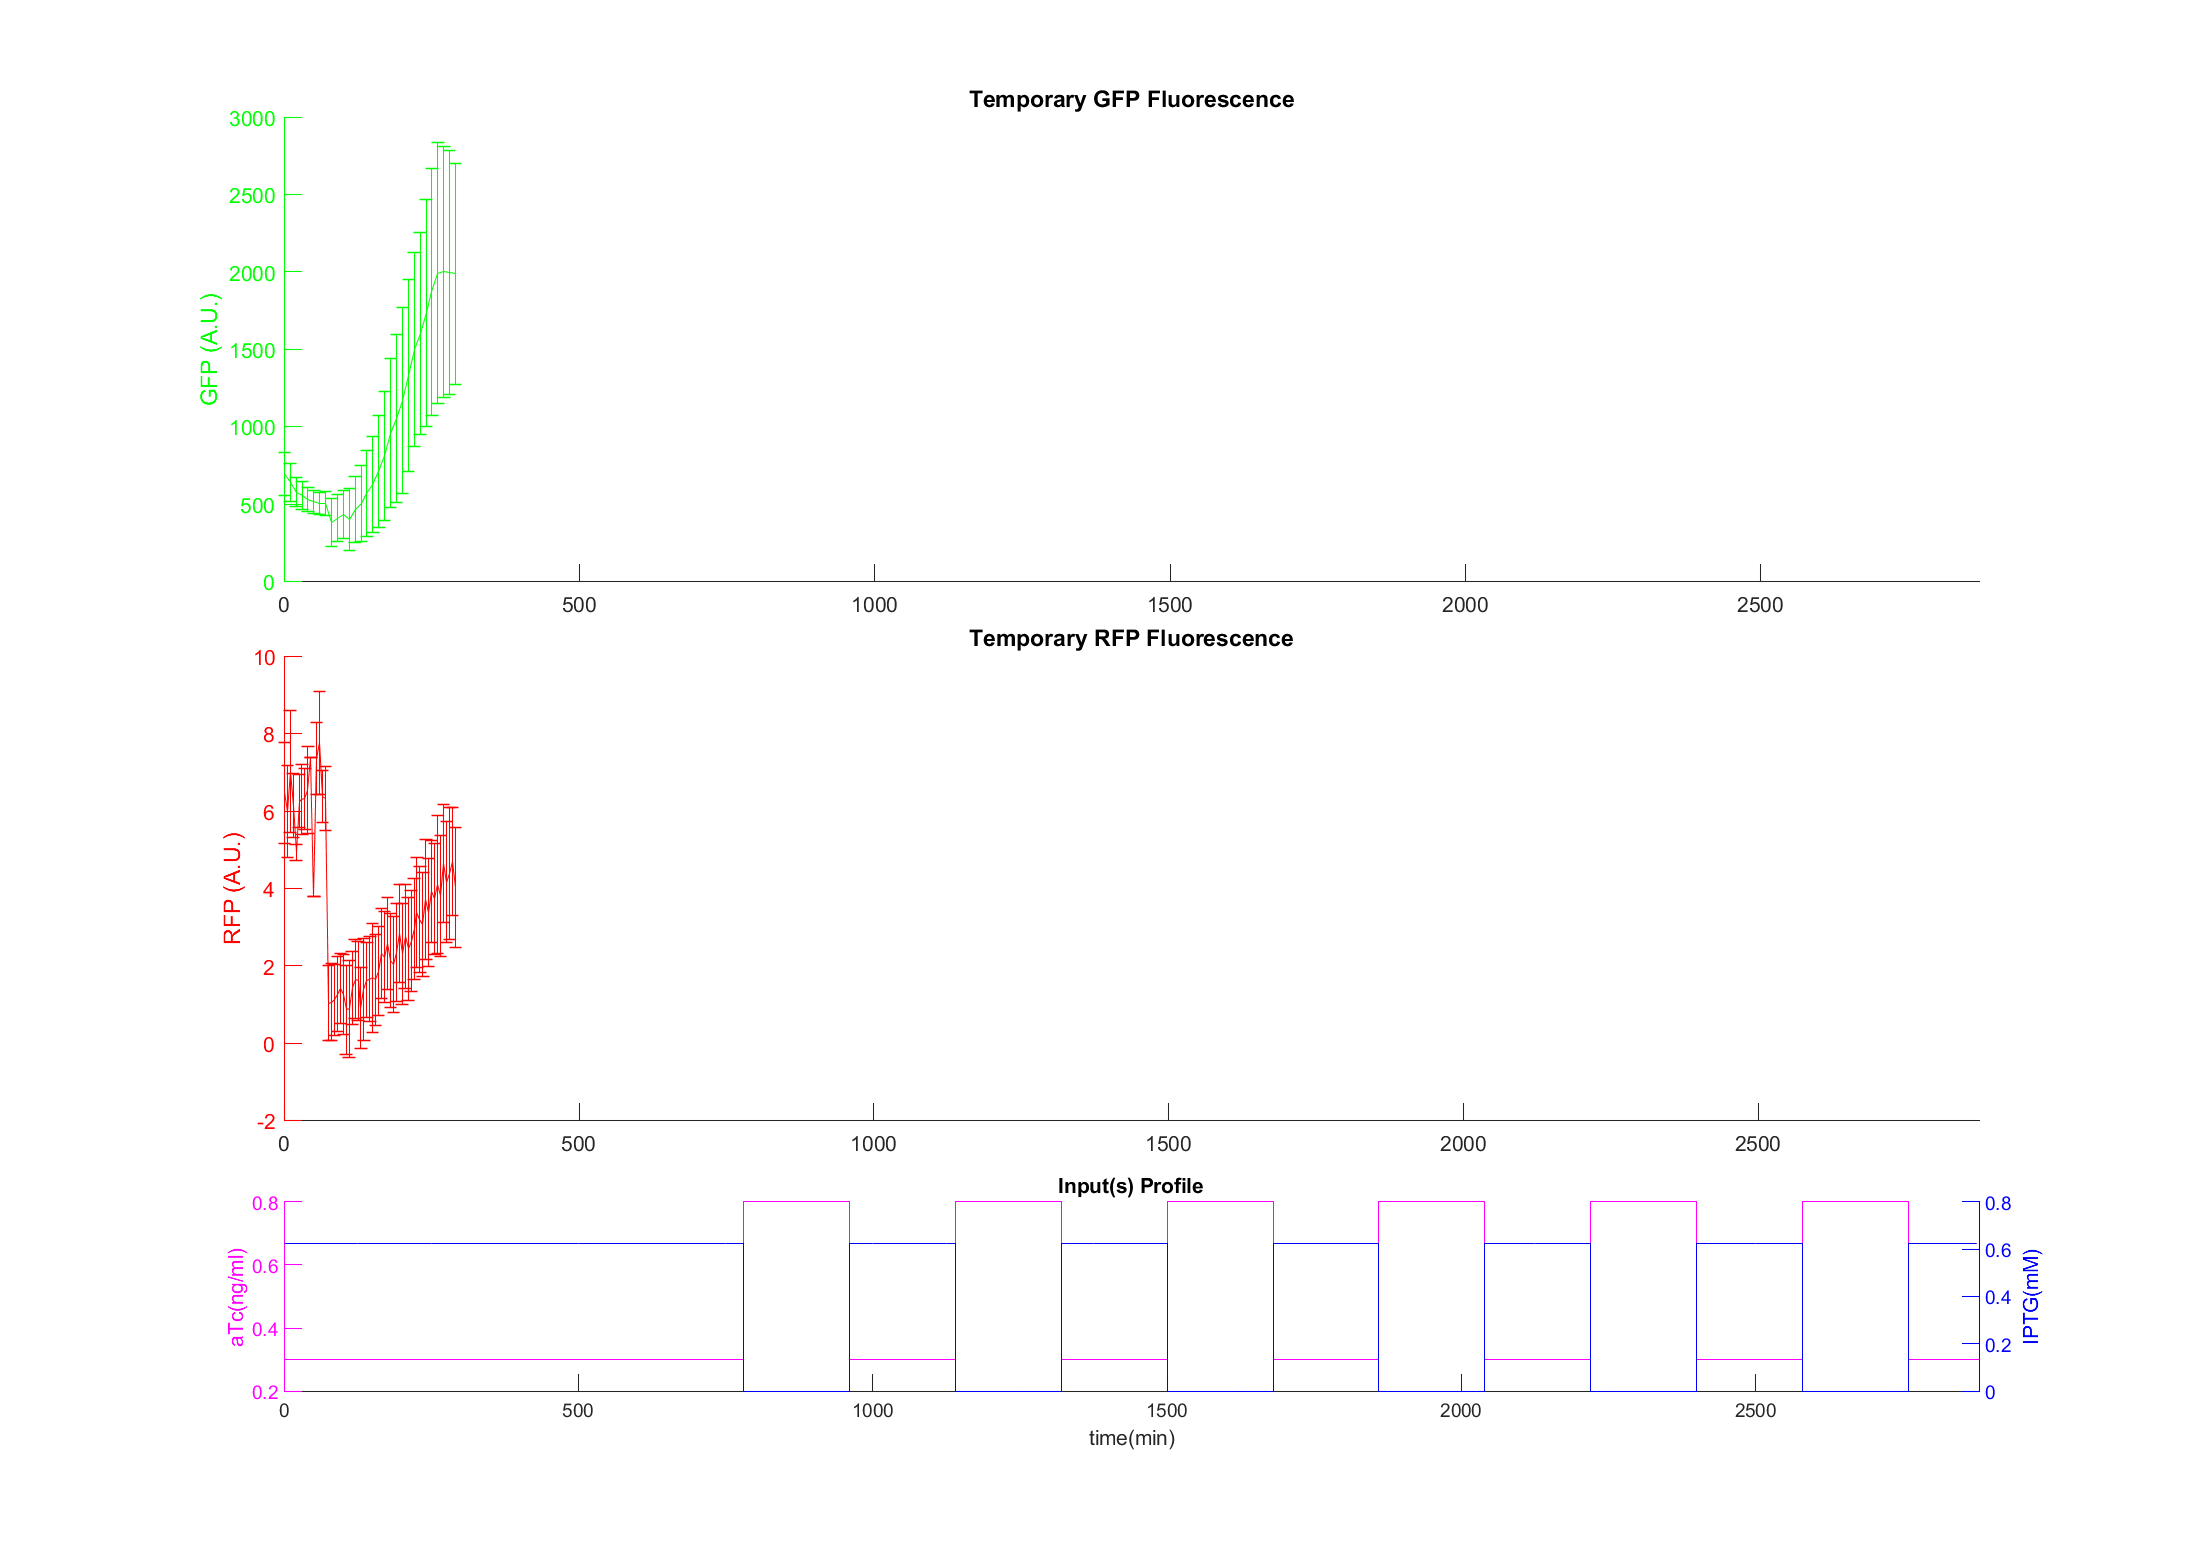 Temporary GFP Fluorescence
3000
2500
2000
1500
1000
500
0
GFP (A.U.)
0 500 1000 1500 2000 2500
Temporary RFP Fluorescence
10
8
6
4
2
0
-2
RFP (A.U.)
0 500 1000 1500 2000 2500
Input(s) Profile
0.8
0.6
0.4
0.2
aTc(ng/ml)
0.8
0.6
0.4
0.2
0
IPTG(mM)
0 500 1000 1500 2000 2500
time(min)